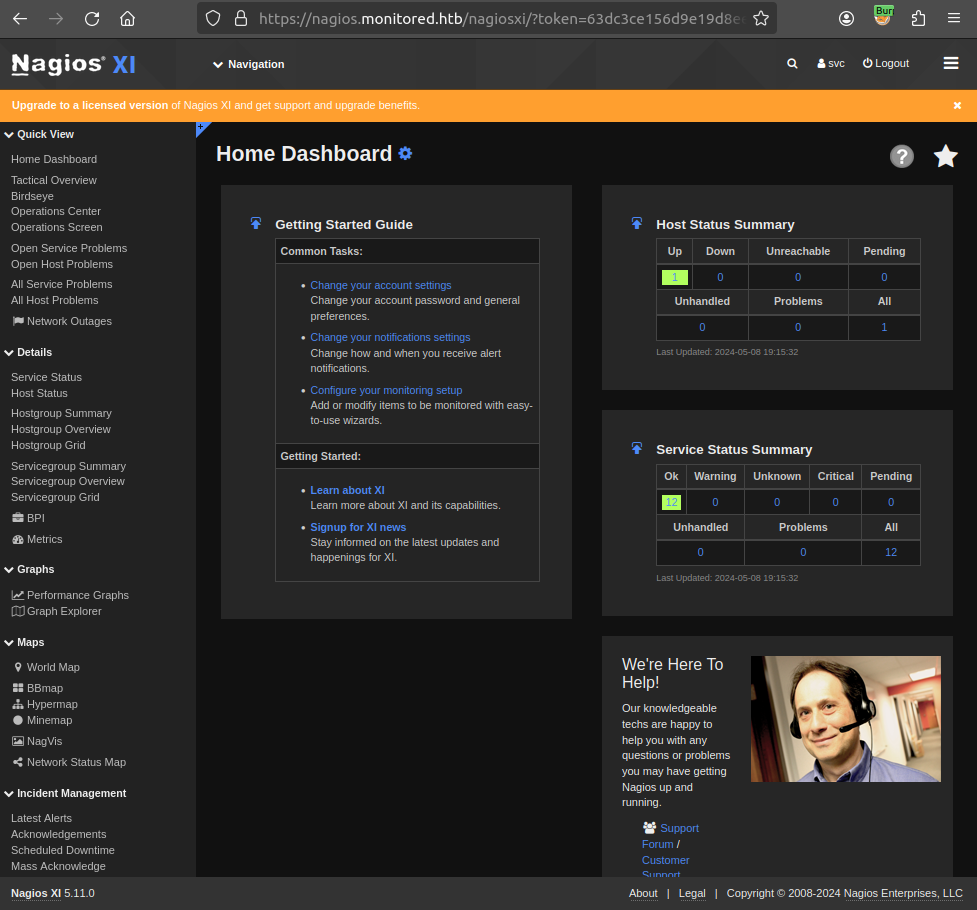 https://nagios.monitored.htb/nagiosxi/?token=63dc3ce156d9e19d8e
Burp
Nagios® XI
Navigation
svc
Logout
Upgrade to a licensed version of Nagios XI and get support and upgrade benefits.
Quick View
Home Dashboard
Tactical Overview
Birdseye
Operations Center
Operations Screen
Open Service Problems
Open Host Problems
All Service Problems
All Host Problems
Network Outages
Details
Service Status
Host Status
Hostgroup Summary
Hostgroup Overview
Hostgroup Grid
Servicegroup Summary
Servicegroup Overview
Servicegroup Grid
BPI
Metrics
Graphs
Performance Graphs
Graph Explorer
Maps
World Map
BBmap
Hypermap
Minemap
NagVis
Network Status Map
Incident Management
Latest Alerts
Acknowledgements
Scheduled Downtime
Mass Acknowledge
Home Dashboard
Getting Started Guide
Common Tasks:
• Change your account settings
Change your account password and general
preferences.
• Change your notifications settings
Change how and when you receive alert
notifications.
• Configure your monitoring setup
Add or modify items to be monitored with easy-
to-use wizards.
Getting Started:
• Learn about XI
Learn more about XI and its capabilities.
• Signup for XI news
Stay informed on the latest updates and
happenings for XI.
Host Status Summary
Up Down Unreachable Pending
1 0 0 0
Unhandled Problems All
0 0 1
Last Updated: 2024-05-08 19:15:32
Service Status Summary
Ok Warning Unknown Critical Pending
12 0 0 0 0
Unhandled Problems All
0 0 12
Last Updated: 2024-05-08 19:15:32
We're Here To
Help!
Our knowledgeable
techs are happy to
help you with any
questions or problems
you may have getting
Nagios up and
running.
Support
Forum /
Customer
Support
Nagios XI 5.11.0
About | Legal | Copyright © 2008-2024 Nagios Enterprises, LLC